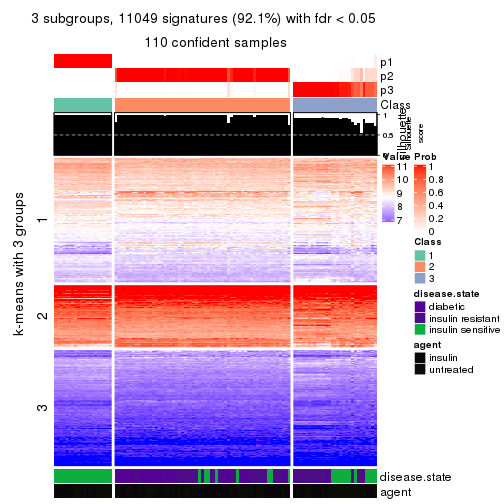 3 subgroups, 11049 signatures (92.1%) with fdr < 0.05
110 confident samples
p1
p2
p3
Class
1
0.5
0
silhouette
silhouette
score
k-means with 3 groups
1
2
3
disease.state
agent
Value
11
10
9
8
7
Prob
1
0.8
0.6
0.4
0.2
0
Class
1
2
3
disease.state
diabetic
insulin resistant
insulin sensitive
agent
insulin
untreated